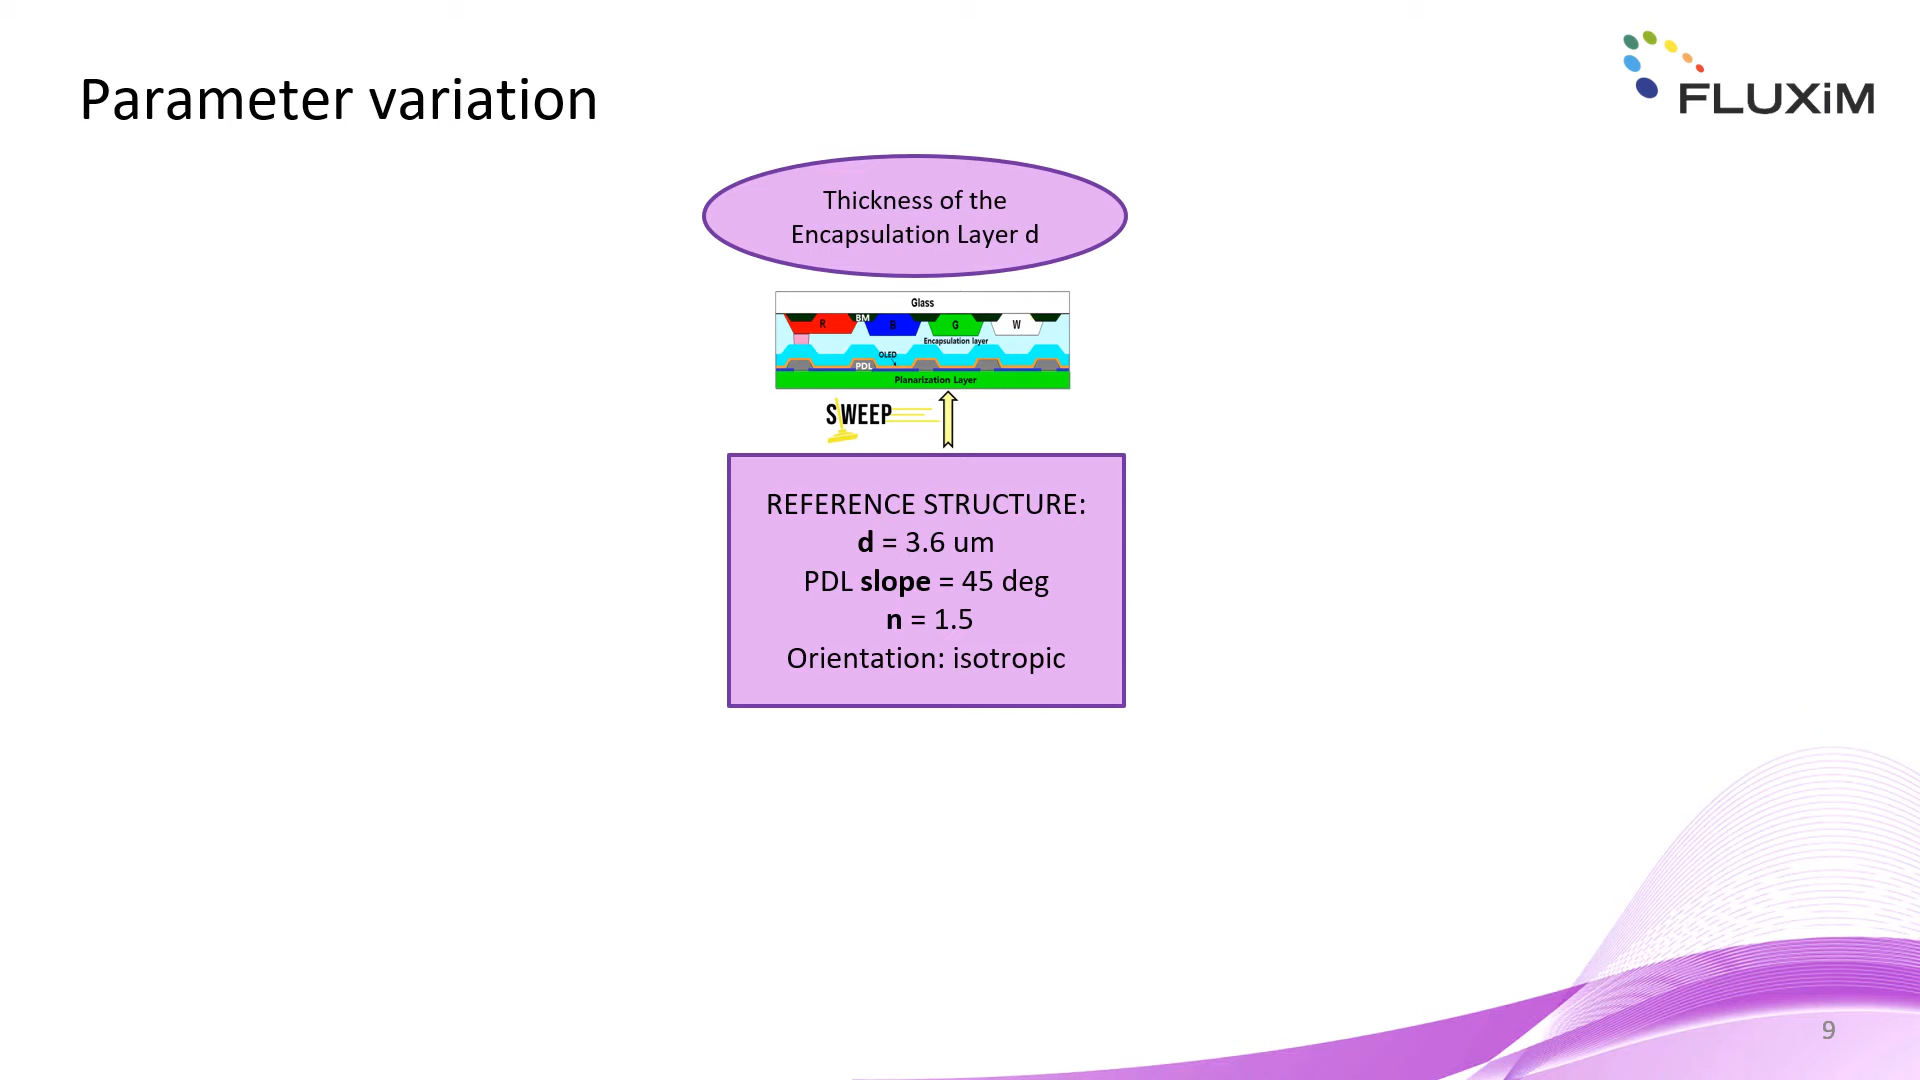 Parameter variation
FLUXiM
Thickness of the
Encapsulation Layer d
Glass
R
BM
B
G
W
Encapsulation layer
OLED
PDL
Planarization Layer
SWEEP
REFERENCE STRUCTURE:
d = 3.6 um
PDL slope = 45 deg
n = 1.5
Orientation: isotropic
9